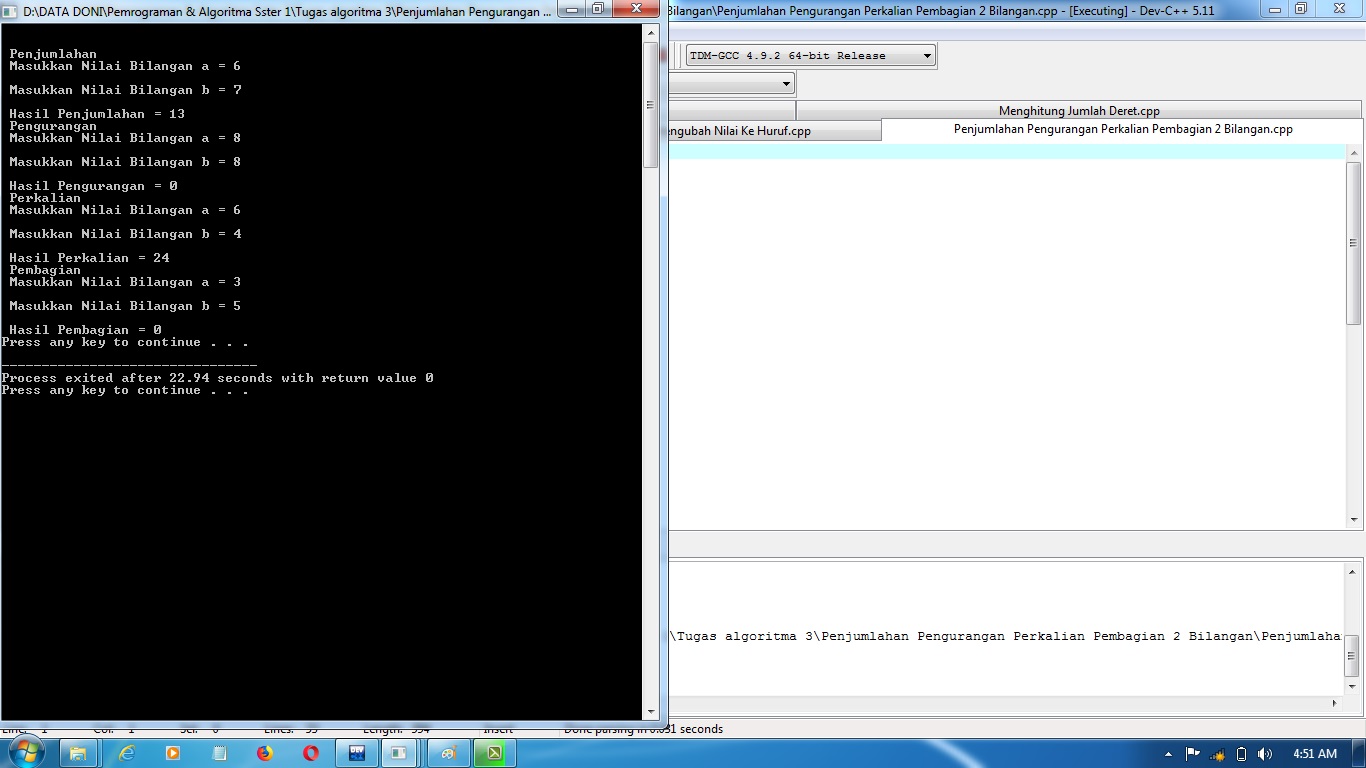 D:\DATA DONI\Pemrograman & Algoritma Sster 1\Tugas algoritma 3\Penjumlahan Pengurangan ...
Bilangan\Penjumlahan Pengurangan Perkalian Pembagian 2 Bilangan.cpp - [Executing] - Dev-C++ 5.11
TDM-GCC 4.9.2 64-bit Release
Menghitung Jumlah Deret.cpp
Nilai Ke Huruf.cpp
Penjumlahan Pengurangan Perkalian Pembagian 2 Bilangan.cpp
Penjumlahan
Masukkan Nilai Bilangan a = 6
Masukkan Nilai Bilangan b = 7
Hasil Penjumlahan = 13
Pengurangan
Masukkan Nilai Bilangan a = 8
Masukkan Nilai Bilangan b = 8
Hasil Pengurangan = 0
Perkalian
Masukkan Nilai Bilangan a = 6
Masukkan Nilai Bilangan b = 4
Hasil Perkalian = 24
Pembagian
Masukkan Nilai Bilangan a = 3
Masukkan Nilai Bilangan b = 5
Hasil Pembagian = 0
Press any key to continue . . .
--------------------------------
Process exited after 22.94 seconds with return value 0
Press any key to continue . . .
\Tugas algoritma 3\Penjumlahan Pengurangan Perkalian Pembagian 2 Bilangan\Penjumlaha
Insert
Done parsing in seconds
4:51 AM